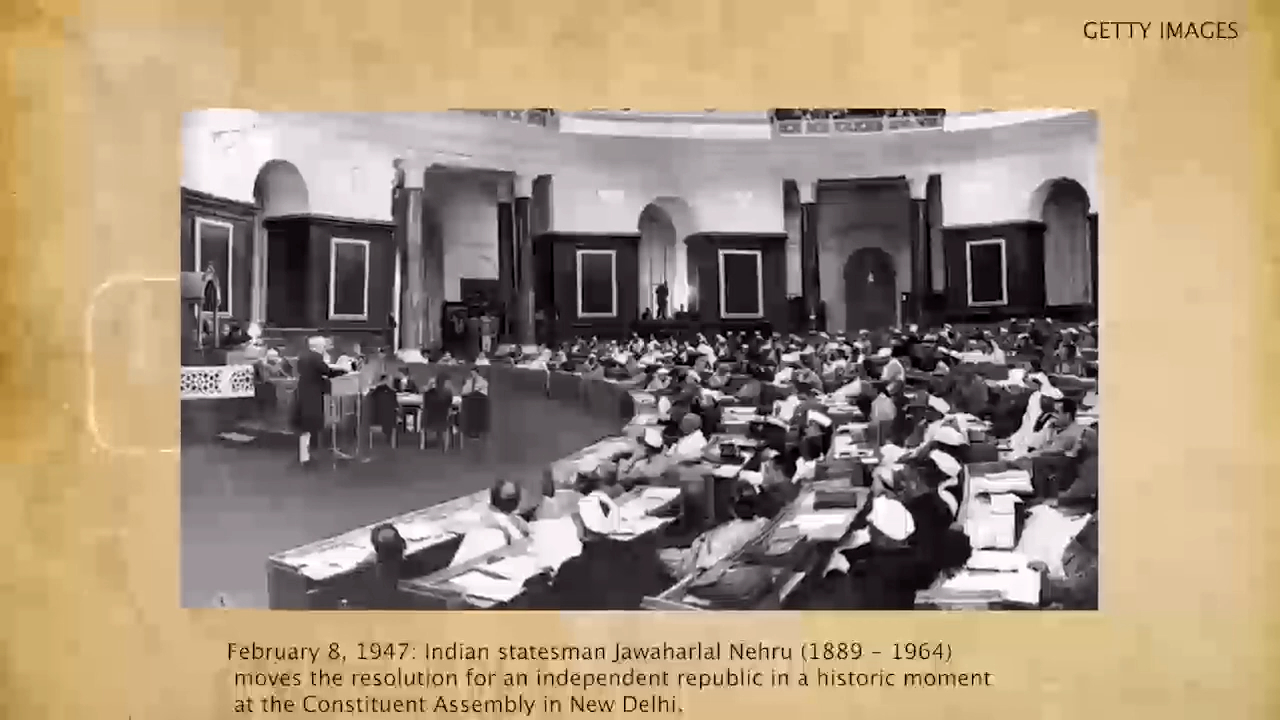 GETTY IMAGES
February 8, 1947: Indian statesman Jawaharlal Nehru (1889 – 1964)
moves the resolution for an independent republic in a historic moment
at the Constituent Assembly in New Delhi.